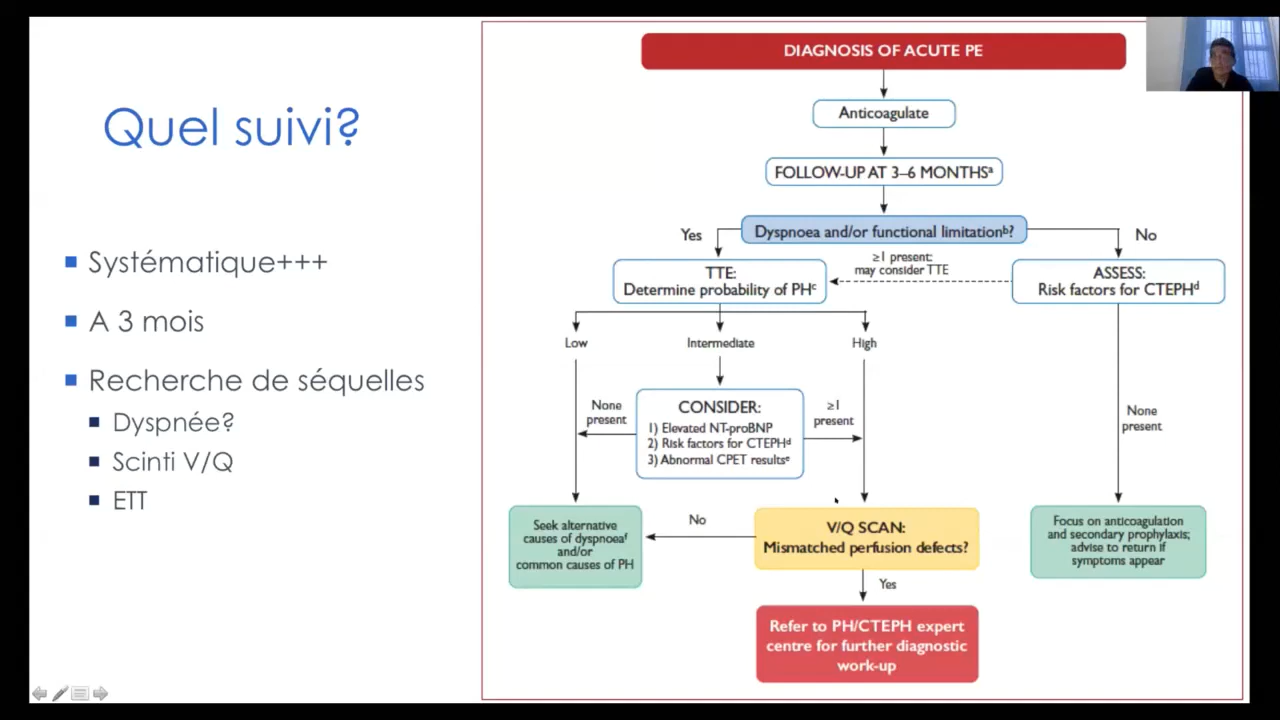 Quel suivi?
Systématique+++
A 3 mois
Recherche de séquelles
Dyspnée?
Scinti V/Q
ETT
DIAGNOSIS OF ACUTE PE
Anticoagulate
FOLLOW-UP AT 3–6 MONTHSᵃ
Dyspnoea and/or functional limitationᵇ?
Yes
No
TTE:
Determine probability of PHᶜ
≥1 present:
may consider TTE
ASSESS:
Risk factors for CTEPHᵈ
Low
Intermediate
High
None
present
CONSIDER:
1) Elevated NT-proBNP
2) Risk factors for CTEPHᵈ
3) Abnormal CPET resultsᵉ
≥1
present
None
present
Seek alternative
causes of dyspnoeaᶠ
and/or
common causes of PH
No
V/Q SCAN:
Mismatched perfusion defects?
Focus on anticoagulation
and secondary prophylaxis;
advise to return if
symptoms appear
Yes
Refer to PH/CTEPH expert
centre for further diagnostic
work-up